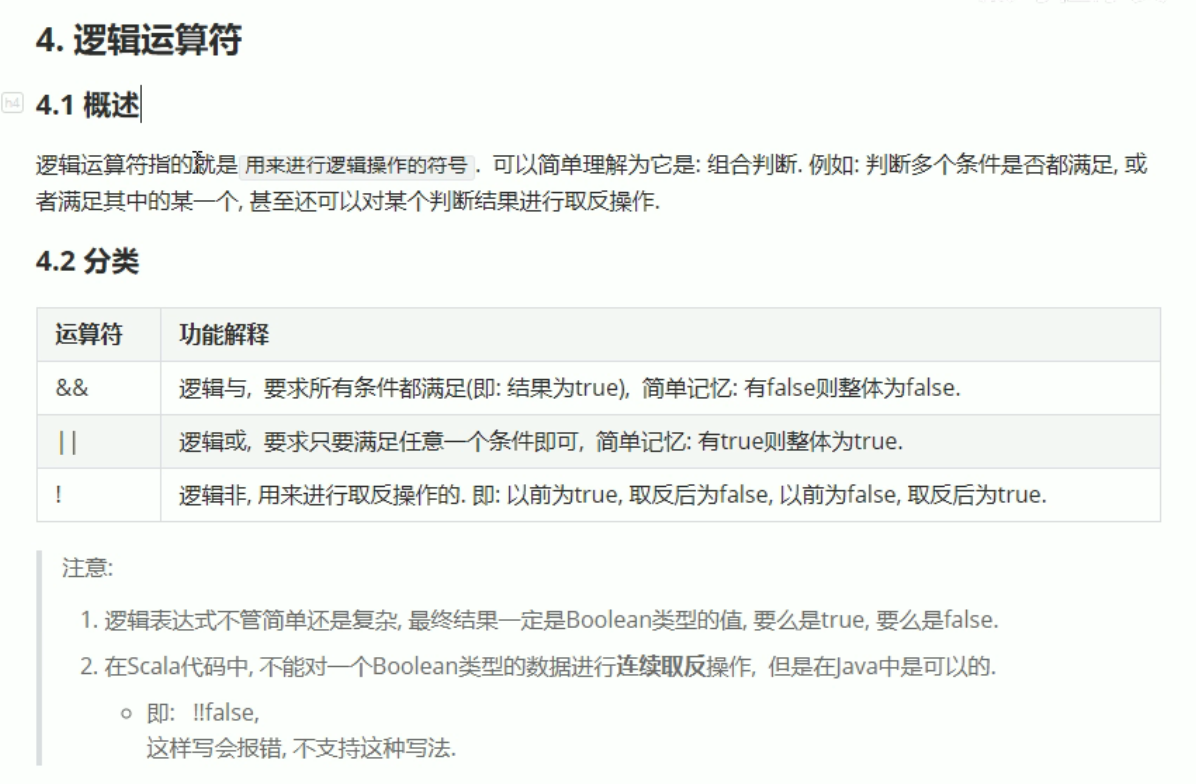 4. 逻辑运算符
h4
4.1 概述
逻辑运算符指的就是 用来进行逻辑操作的符号 . 可以简单理解为它是: 组合判断. 例如: 判断多个条件是否都满足, 或
者满足其中的某一个, 甚至还可以对某个判断结果进行取反操作.
4.2 分类
运算符 功能解释
&& 逻辑与, 要求所有条件都满足(即: 结果为true), 简单记忆: 有false则整体为false.
|| 逻辑或, 要求只要满足任意一个条件即可, 简单记忆: 有true则整体为true.
! 逻辑非, 用来进行取反操作的. 即: 以前为true, 取反后为false, 以前为false, 取反后为true.
注意:
1. 逻辑表达式不管简单还是复杂, 最终结果一定是Boolean类型的值, 要么是true, 要么是false.
2. 在Scala代码中, 不能对一个Boolean类型的数据进行连续取反操作, 但是在Java中是可以的.
○ 即: !!false,
这样写会报错, 不支持这种写法.